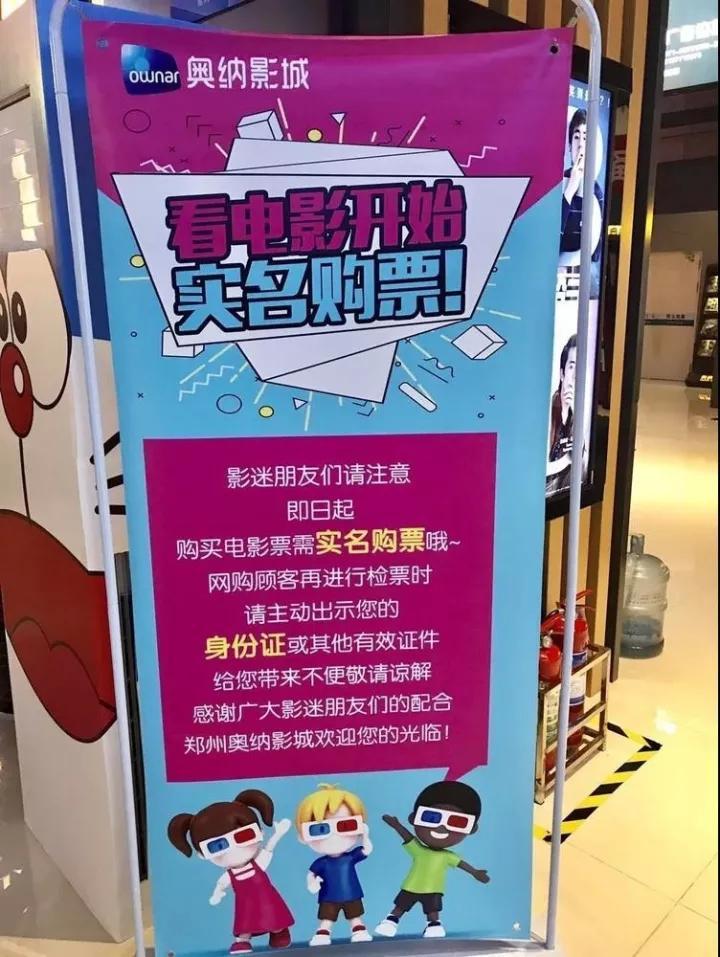 ownar 奥纳影城
看电影开始
实名购票!
影迷朋友们请注意
即日起
购买电影票需实名购票哦~
网购顾客再进行检票时
请主动出示您的
身份证或其他有效证件
给您带来不便敬请谅解
感谢广大影迷朋友们的配合
郑州奥纳影城欢迎您的光临!